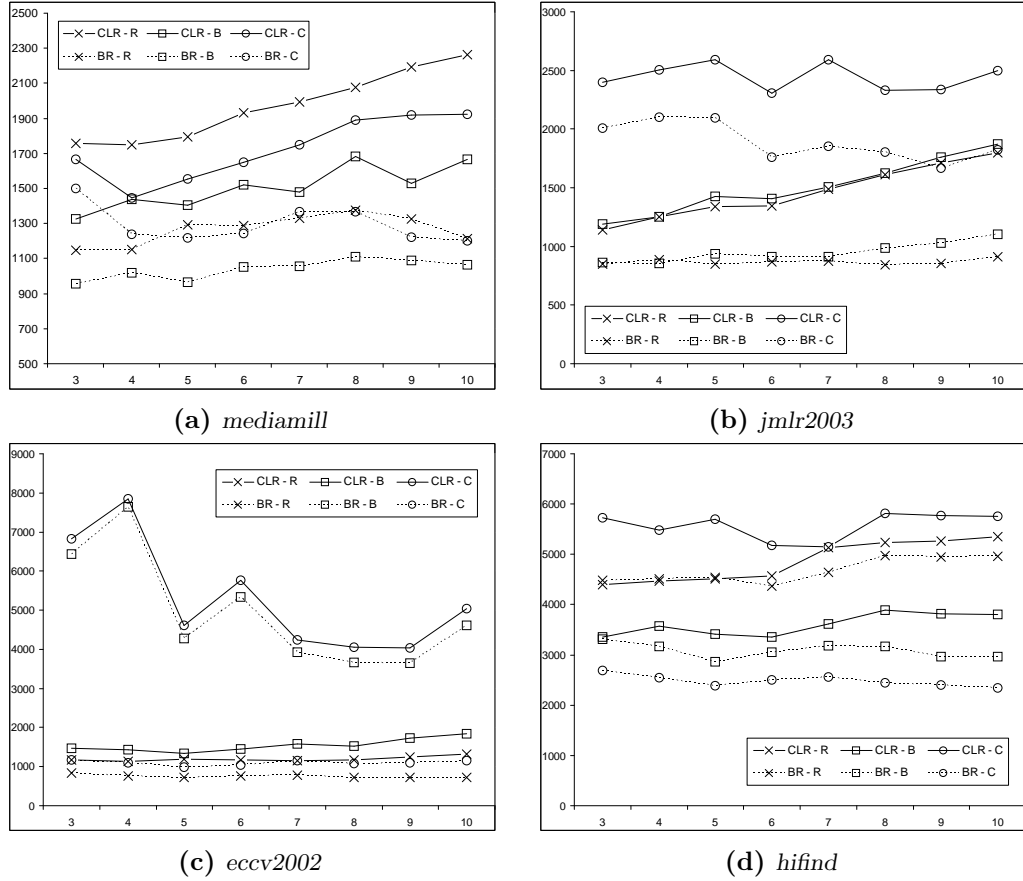 2500
2300
2100
1900
1700
1500
1300
1100
900
700
500
CLR - R CLR - B CLR - C
BR - R BR - B BR - C
3 4 5 6 7 8 9 10
(a) mediamill
3000
2500
2000
1500
1000
500
0
CLR - R CLR - B CLR - C
BR - R BR - B BR - C
3 4 5 6 7 8 9 10
(b) jmlr2003
9000
8000
7000
6000
5000
4000
3000
2000
1000
0
CLR - R CLR - B CLR - C
BR - R BR - B BR - C
3 4 5 6 7 8 9 10
(c) eccv2002
7000
6000
5000
4000
3000
2000
1000
0
CLR - R CLR - B CLR - C
BR - R BR - B BR - C
3 4 5 6 7 8 9 10
(d) hifind